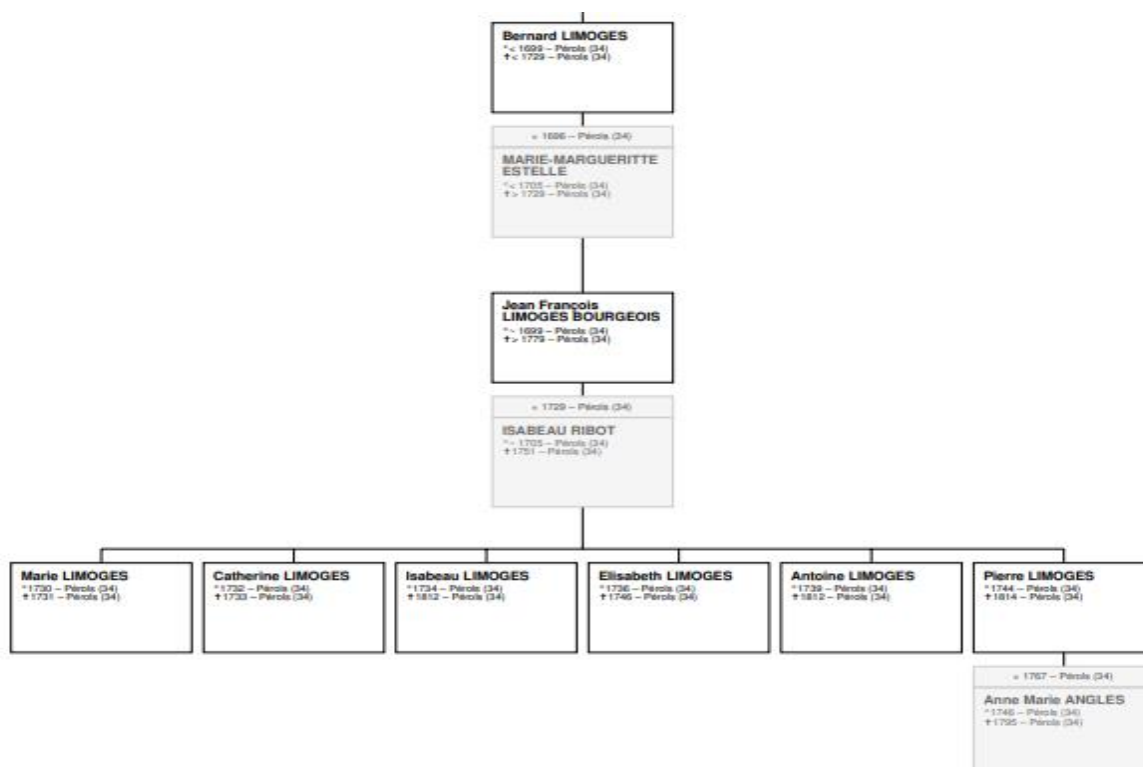 Bernard LIMOGES
*< 1699 – Pérols (34)
✝< 1729 – Pérols (34)
= 1696 – Pérols (34)
MARIE-MARGUERITTE
ESTELLE
*< 1705 – Pérols (34)
✝> 1729 – Pérols (34)
Jean François
LIMOGES BOURGEOIS
*~ 1699 – Pérols (34)
✝> 1779 – Pérols (34)
= 1729 – Pérols (34)
ISABEAU RIBOT
*~ 1705 – Pérols (34)
✝1751 – Pérols (34)
Marie LIMOGES
*1730 – Pérols (34)
✝1731 – Pérols (34)
Catherine LIMOGES
*1732 – Pérols (34)
✝1733 – Pérols (34)
Isabeau LIMOGES
*1734 – Pérols (34)
✝1812 – Pérols (34)
Elisabeth LIMOGES
*1736 – Pérols (34)
✝1746 – Pérols (34)
Antoine LIMOGES
*1739 – Pérols (34)
✝1812 – Pérols (34)
Pierre LIMOGES
*1744 – Pérols (34)
✝1814 – Pérols (34)
= 1767 – Pérols (34)
Anne Marie ANGLES
*1746 – Pérols (34)
✝1795 – Pérols (34)